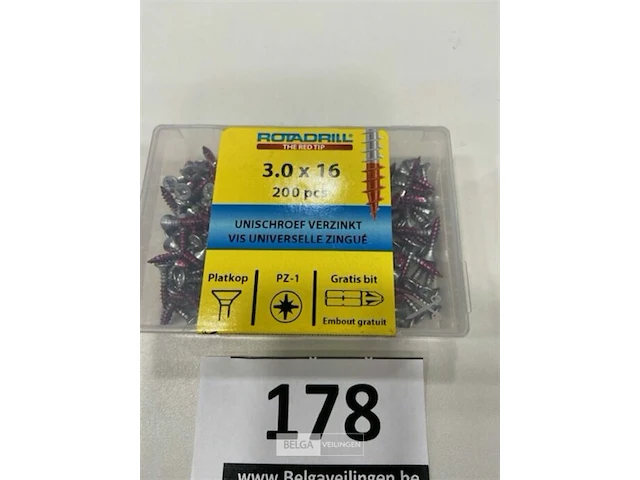 ROTADRILL®
THE RED TIP
3.0 x 16
200 pcs
UNISCHROEF VERZINKT
VIS UNIVERSELLE ZINGUÉ
Platkop
PZ-1
Gratis bit
Embout gratuit
178
BELGA VEILINGEN
www.Belgaveilingen.be